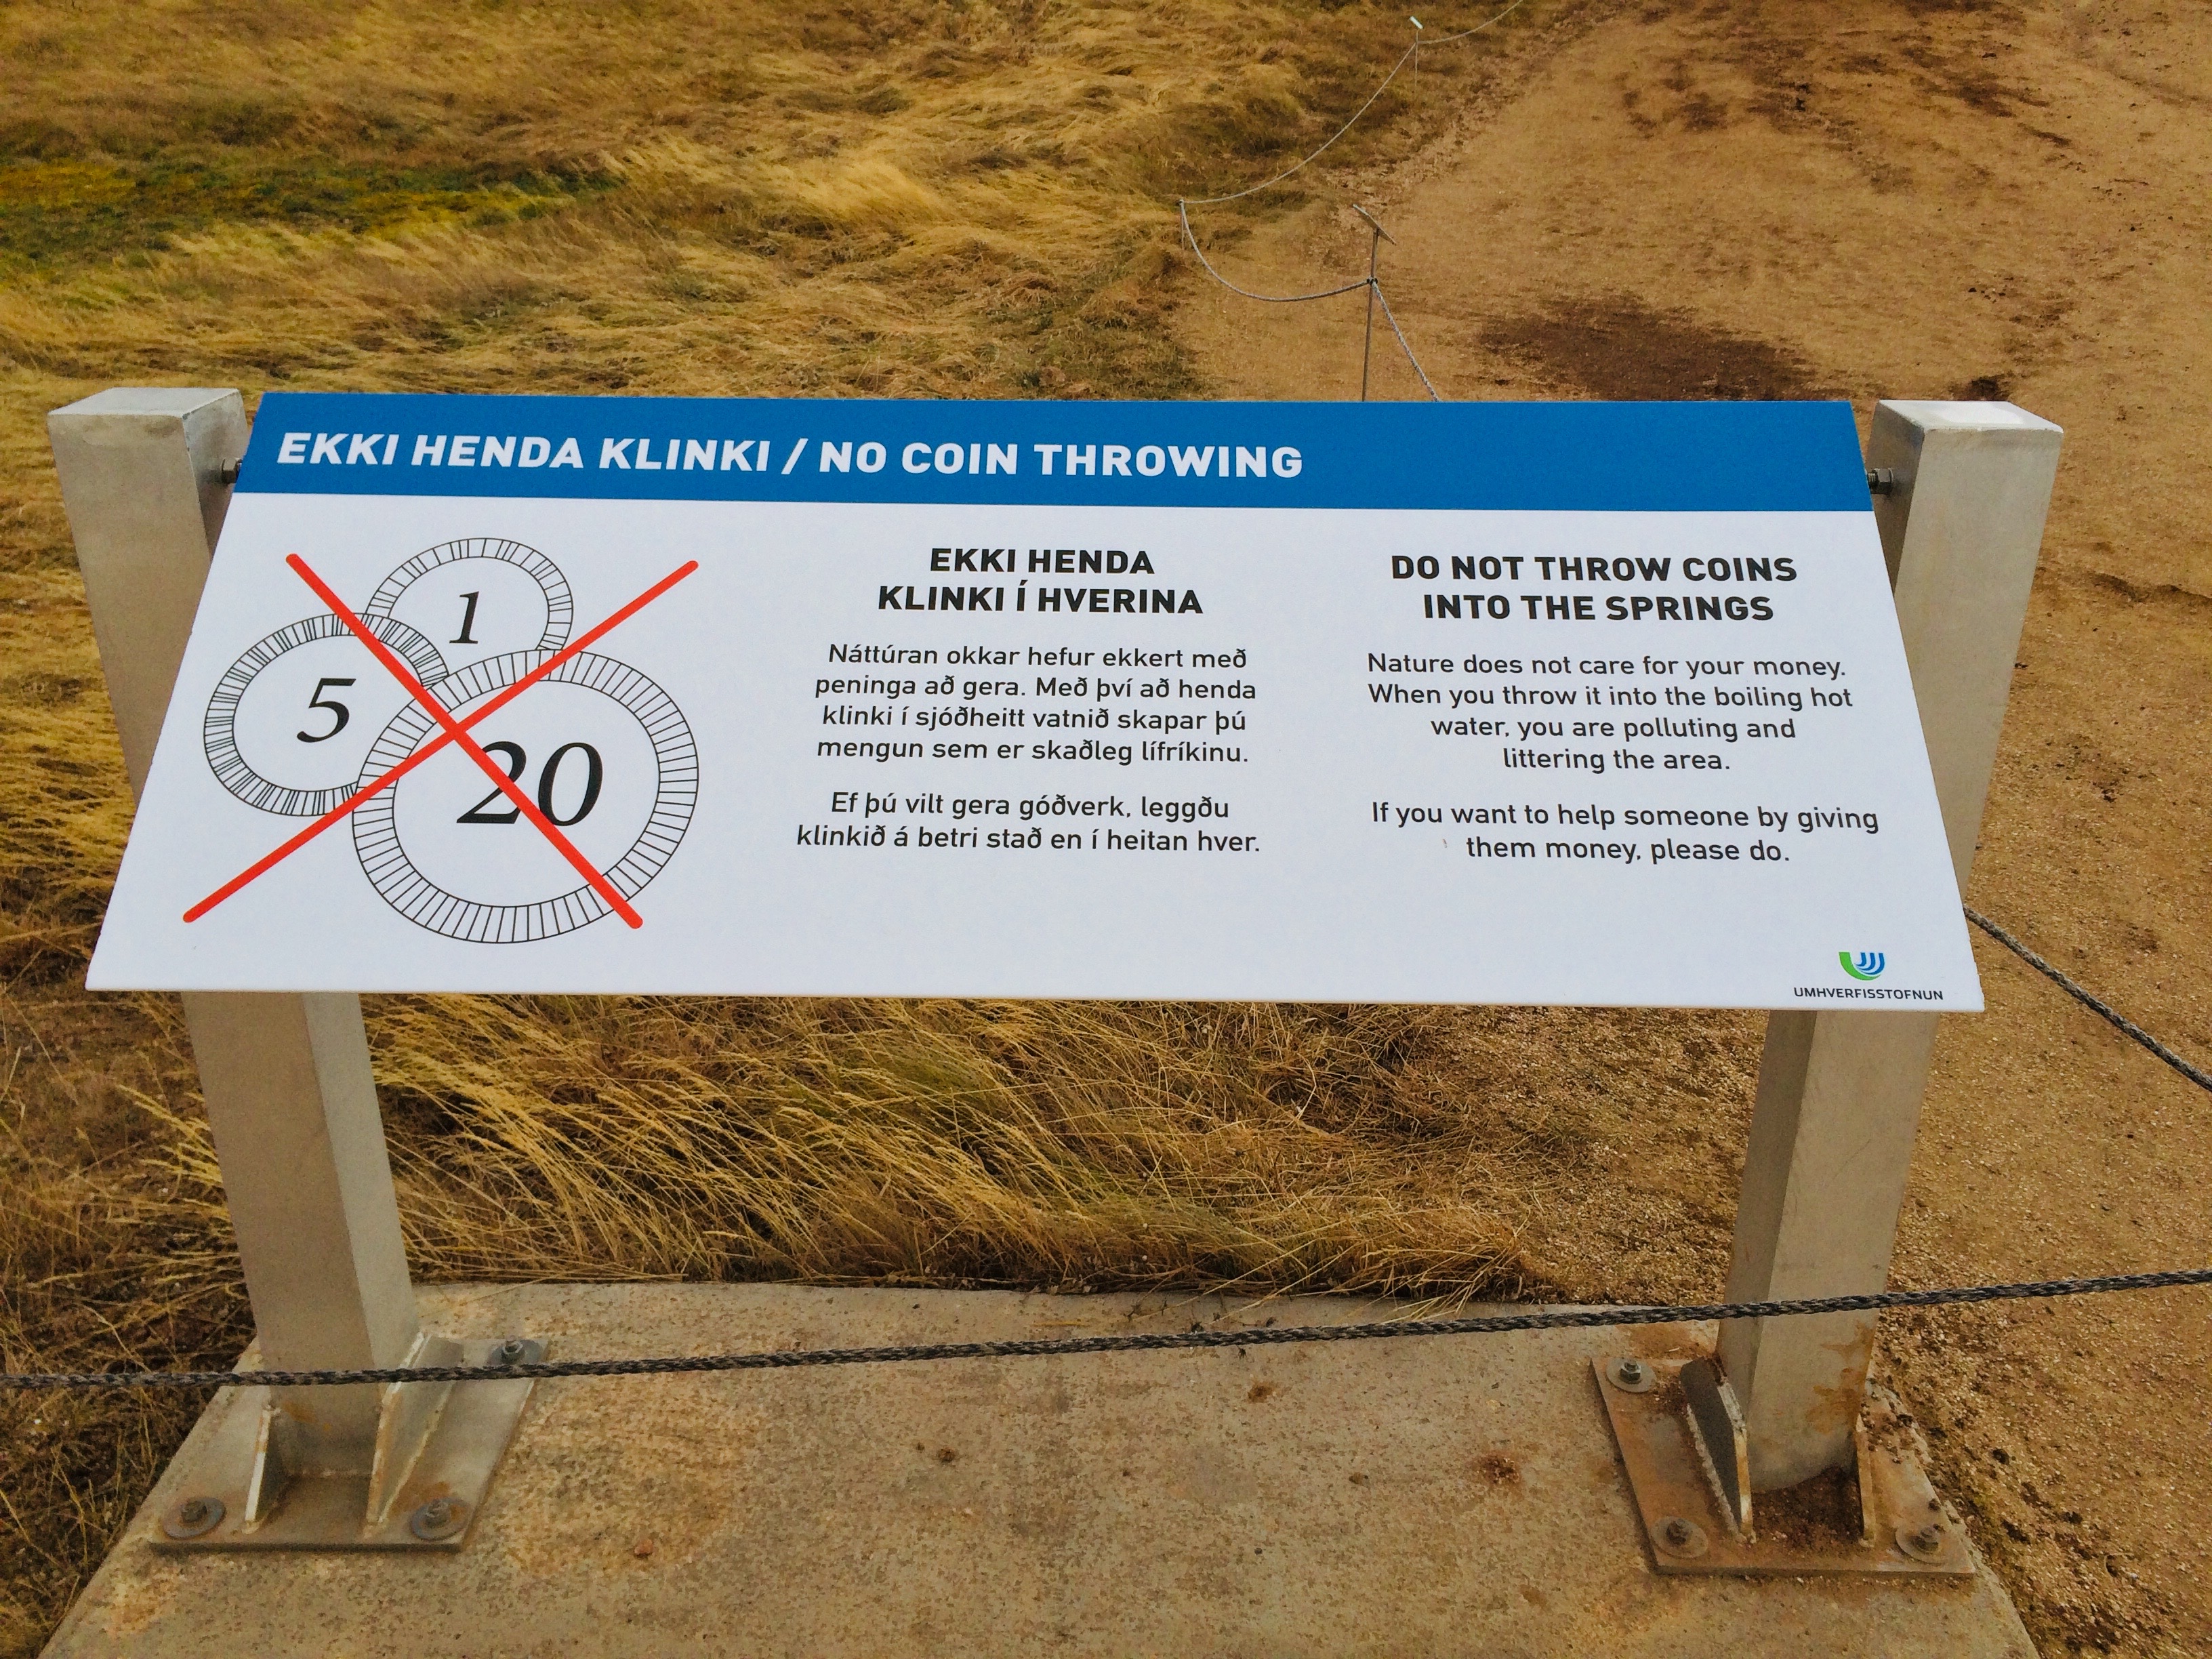 EKKI HENDA KLINKI / NO COIN THROWING
1
5
20
EKKI HENDA
KLINKI Í HVERINA
Náttúran okkar hefur ekkert með
peninga að gera. Með því að henda
klinki í sjóðheitt vatnið skapar þú
mengun sem er skaðleg lífríkinu.
Ef þú vilt gera góðverk, leggðu
klinkið á betri stað en í heitan hver.
DO NOT THROW COINS
INTO THE SPRINGS
Nature does not care for your money.
When you throw it into the boiling hot
water, you are polluting and
littering the area.
If you want to help someone by giving
them money, please do.
UMHVERFISSTOFNUN